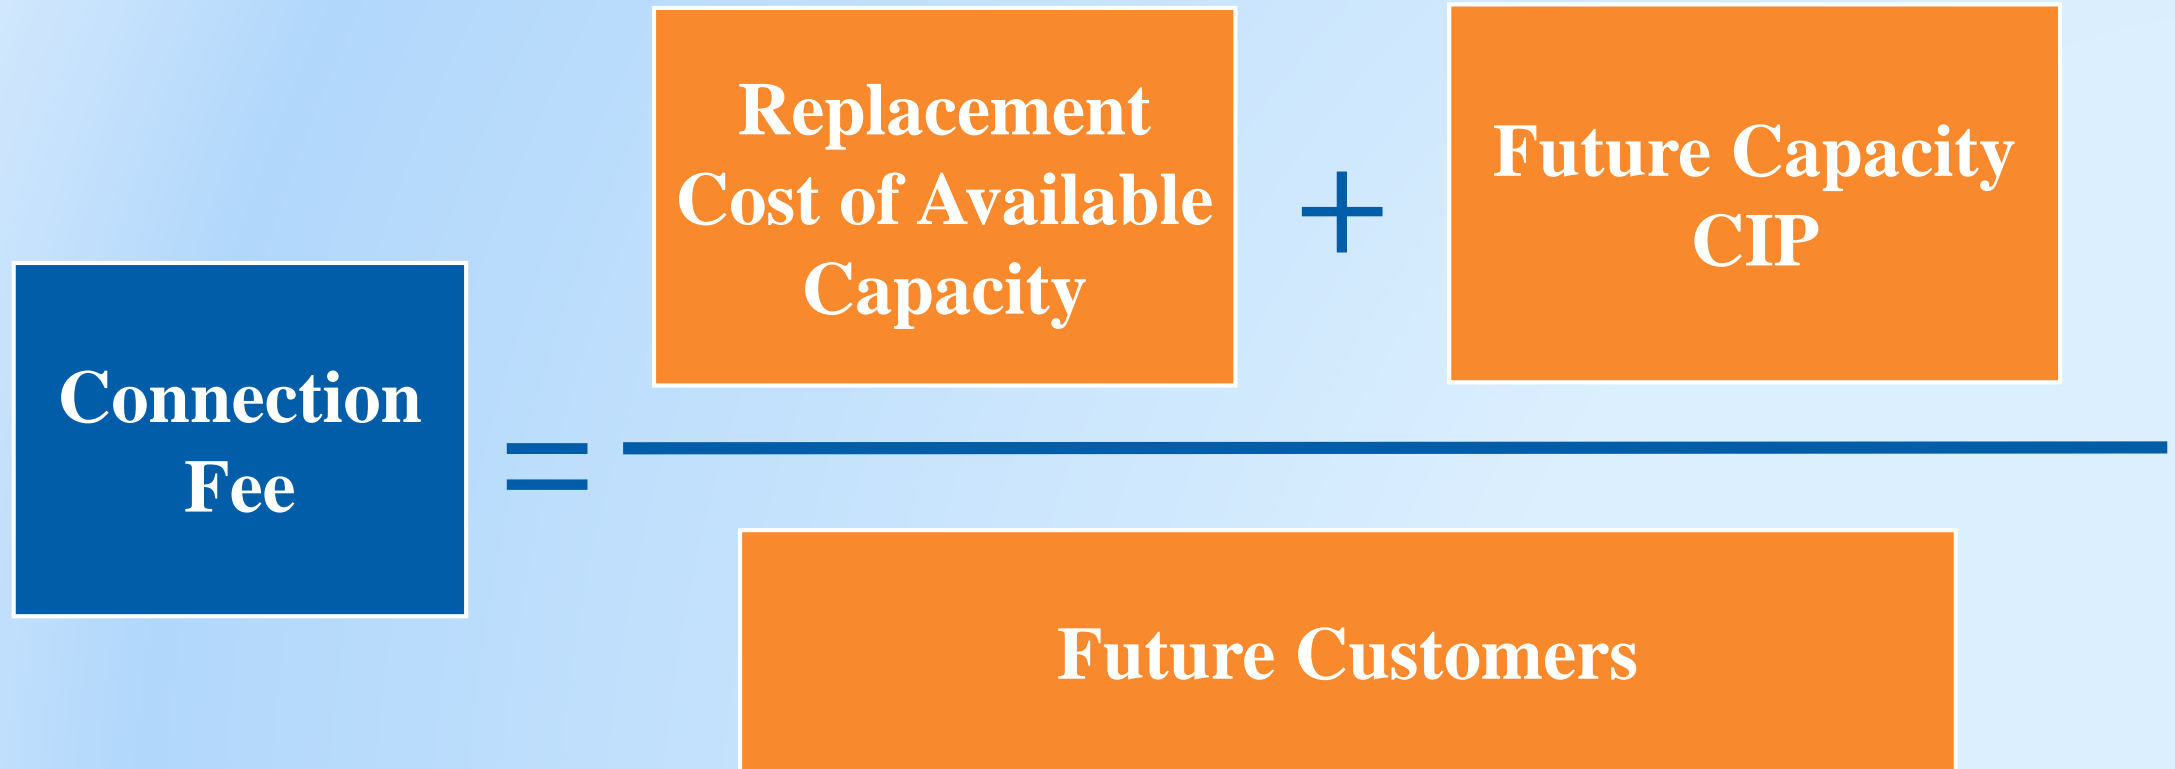 Connection
Fee
=
Replacement
Cost of Available
Capacity
+
Future Capacity
CIP
Future Customers